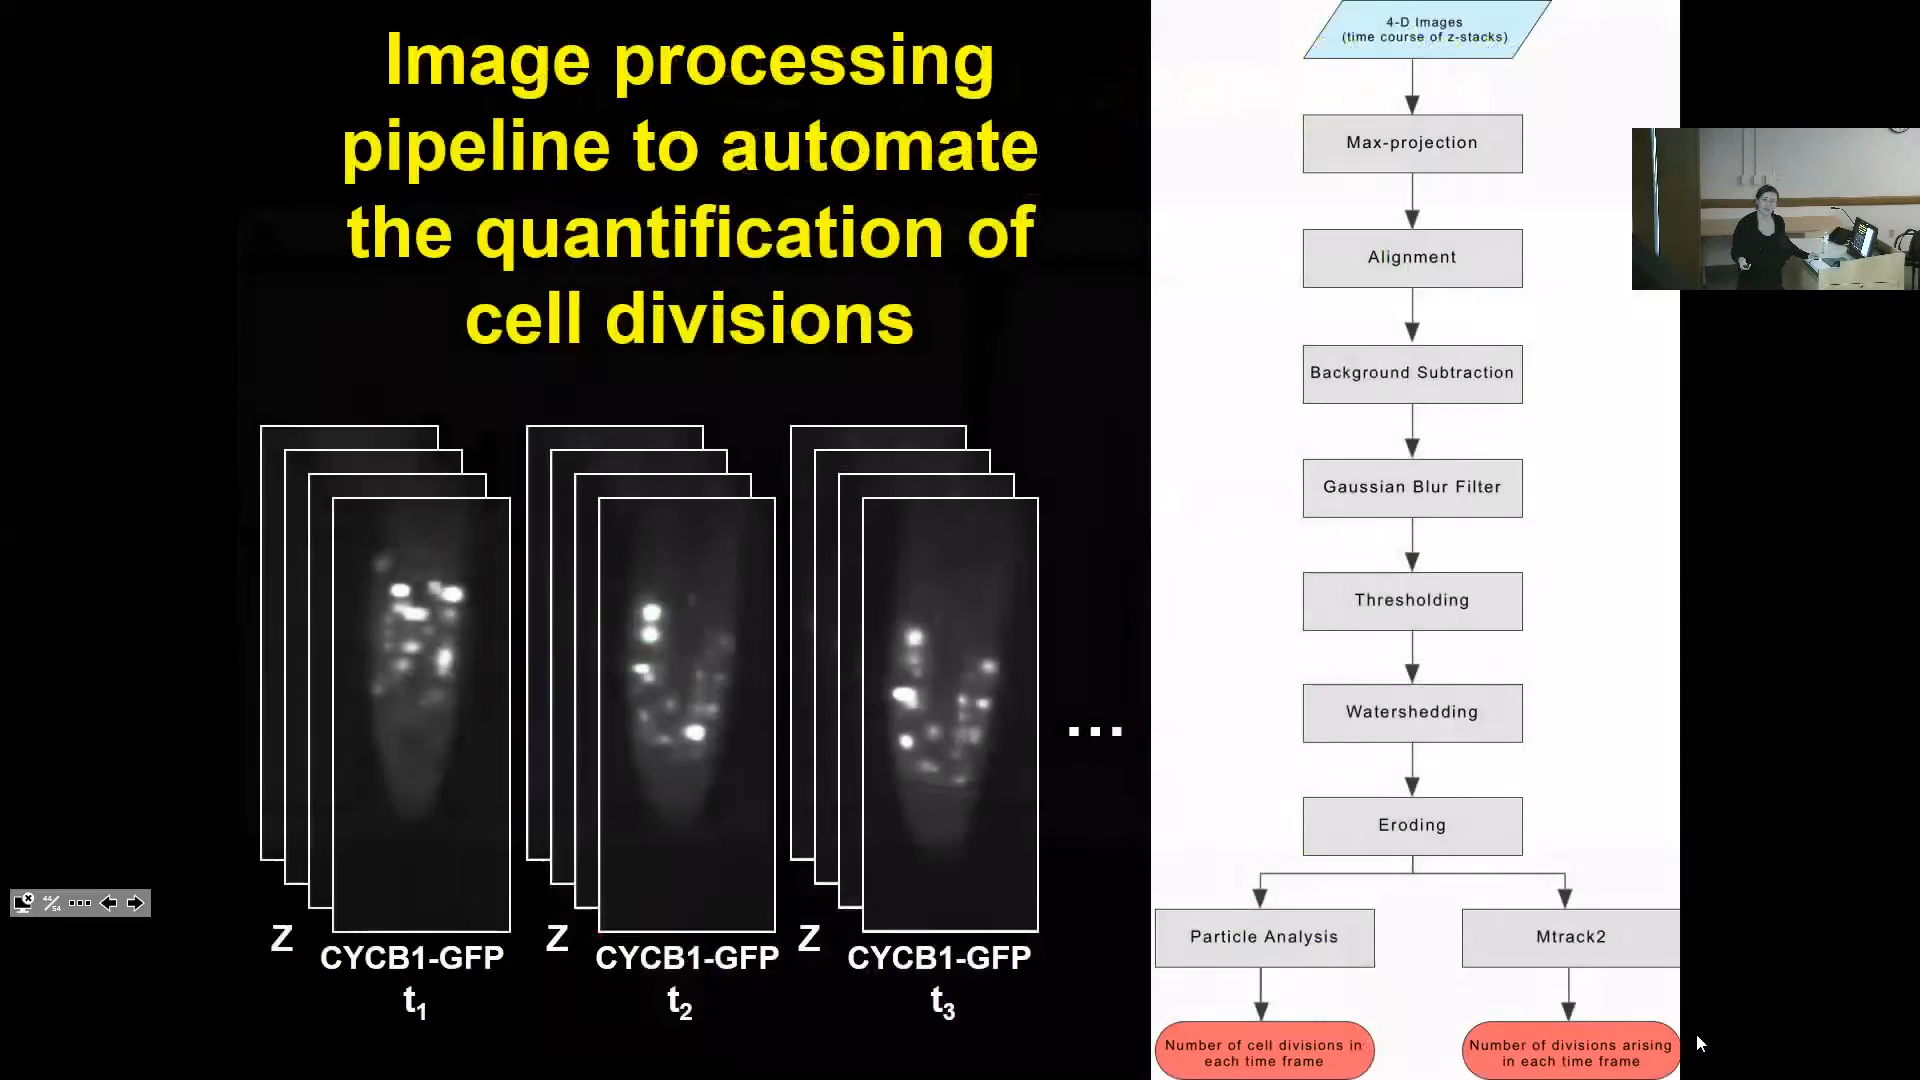 Image processing
pipeline to automate
the quantification of
cell divisions
Z
CYCB1-GFP
t1
Z
CYCB1-GFP
t2
Z
CYCB1-GFP
t3
...
4-D Images
(time course of z-stacks)
Max-projection
Alignment
Background Subtraction
Gaussian Blur Filter
Thresholding
Watershedding
Eroding
Particle Analysis
Mtrack2
Number of cell divisions in
each time frame
Number of divisions arising
in each time frame
44/54